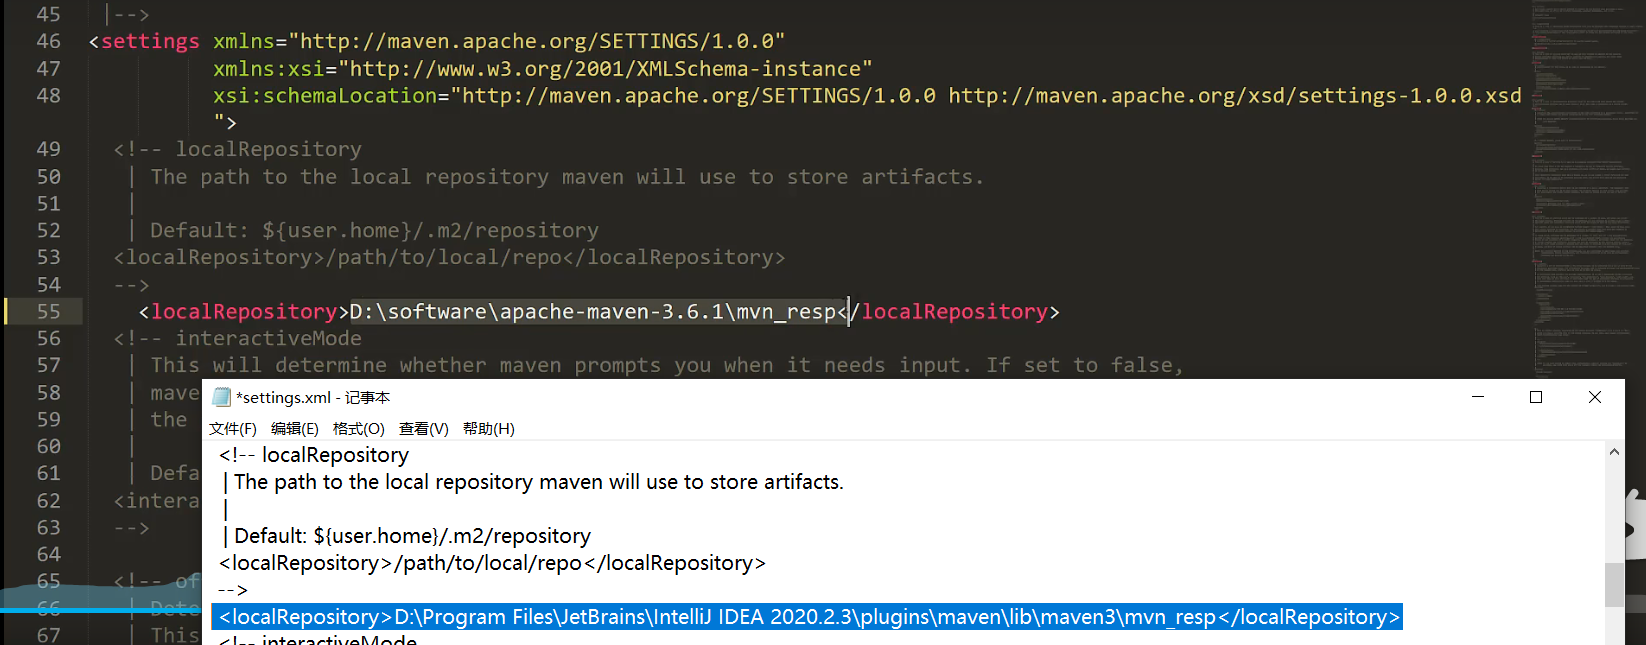 45 |-->
46 <settings xmlns="http://maven.apache.org/SETTINGS/1.0.0"
47 xmlns:xsi="http://www.w3.org/2001/XMLSchema-instance"
48 xsi:schemaLocation="http://maven.apache.org/SETTINGS/1.0.0 http://maven.apache.org/xsd/settings-1.0.0.xsd
">
49 <!-- localRepository
50 | The path to the local repository maven will use to store artifacts.
51 |
52 | Default: ${user.home}/.m2/repository
53 <localRepository>/path/to/local/repo</localRepository>
54 -->
55 <localRepository>D:\software\apache-maven-3.6.1\mvn_resp</localRepository>
56 <!-- interactiveMode
57 | This will determine whether maven prompts you when it needs input. If set to false,
58 | mave
59 | the
60 |
61 | Defa
62 <intera
63 -->
64
65 <!-- of
66 | Dete
67 | This
*settings.xml - 记事本
文件(F) 编辑(E) 格式(O) 查看(V) 帮助(H)
<!-- localRepository
| The path to the local repository maven will use to store artifacts.
|
| Default: ${user.home}/.m2/repository
<localRepository>/path/to/local/repo</localRepository>
-->
<localRepository>D:\Program Files\JetBrains\IntelliJ IDEA 2020.2.3\plugins\maven\lib\maven3\mvn_resp</localRepository>
<!-- interactiveMode